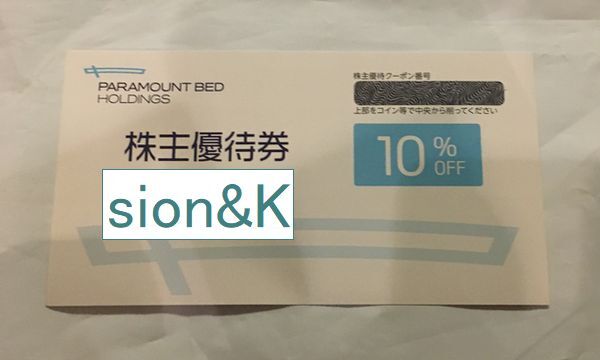 PARAMOUNT BED
HOLDINGS
株主優待クーポン番号
上部をコイン等で中央から削ってください
株主優待券
10%
OFF
sion&K